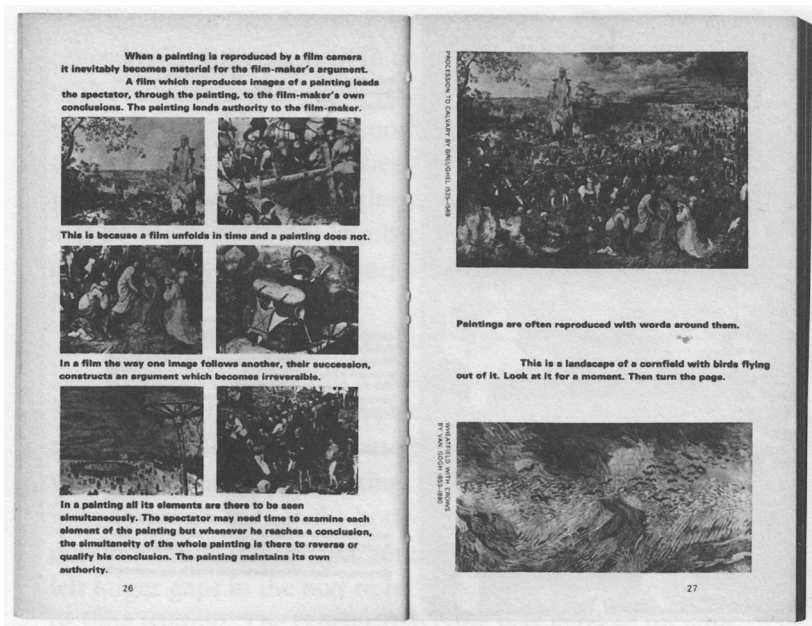 When a painting is reproduced by a film camera
it inevitably becomes material for the film-maker's argument.
A film which reproduces images of a painting leads
the spectator, through the painting, to the film-maker's own
conclusions. The painting lends authority to the film-maker.
This is because a film unfolds in time and a painting does not.
In a film the way one image follows another, their succession,
constructs an argument which becomes irreversible.
In a painting all its elements are there to be seen
simultaneously. The spectator may need time to examine each
element of the painting but whenever he reaches a conclusion,
the simultaneity of the whole painting is there to reverse or
qualify his conclusion. The painting maintains its own
authority.
26
PROCESSION TO CALVARY BY BREUGHEL 1525–1569
Paintings are often reproduced with words around them.
This is a landscape of a cornfield with birds flying
out of it. Look at it for a moment. Then turn the page.
WHEATFIELD WITH CROWS
BY VAN GOGH 1853–1890
27